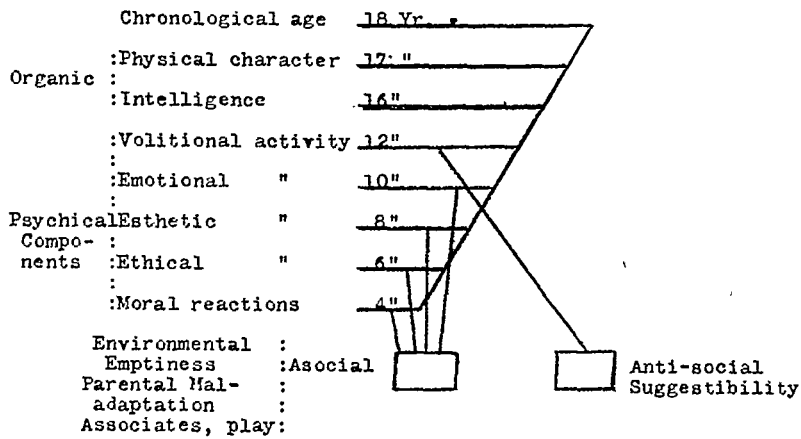 Chronological age 18 Yr.
:Physical character 17 "
Organic :
:Intelligence 16"
:Volitional activity 12"
:
:Emotional " 10"
:
Psychical Esthetic " 8"
Compo- :
nents :Ethical " 6"
:
:Moral reactions 4"
Environmental :
Emptiness :Asocial
Parental Mal- :
adaptation :
Associates, play:
Anti-social
Suggestibility